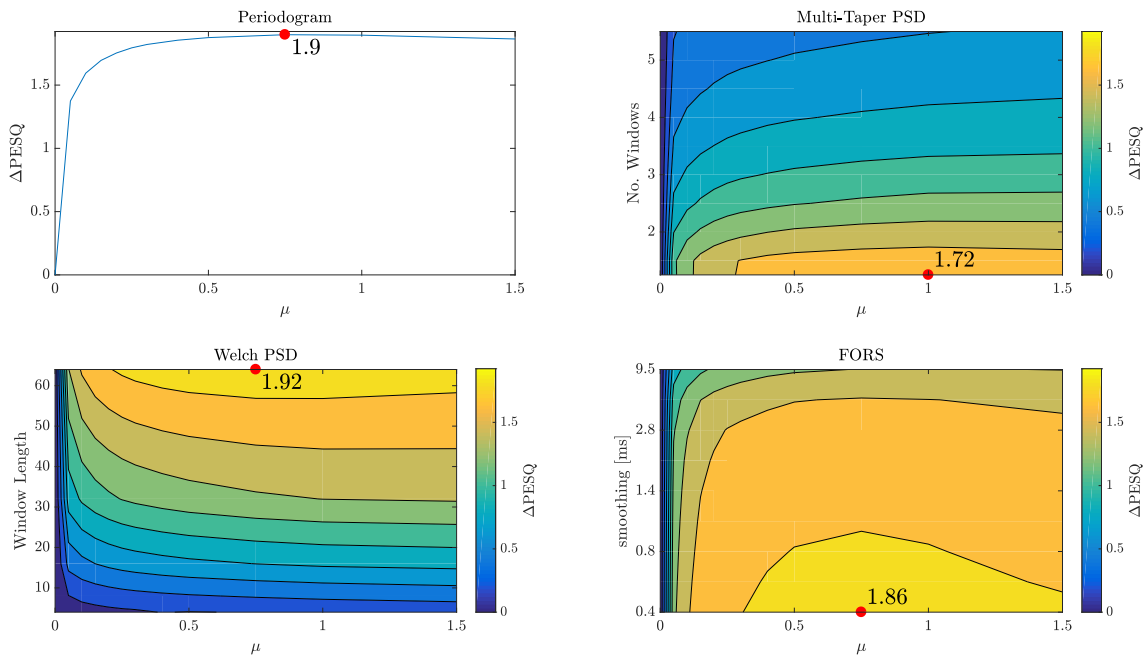 Periodogram
1.9
ΔPESQ
1.5
1
0.5
0
0 0.5 1 1.5
μ
Multi-Taper PSD
1.72
No. Windows
5
4
3
2
0 0.5 1 1.5
μ
1.5
1
0.5
0
ΔPESQ
Welch PSD
1.92
Window Length
60
50
40
30
20
10
0 0.5 1 1.5
μ
1.5
1
0.5
0
ΔPESQ
FORS
1.86
smoothing [ms]
9.5
2.8
1.4
0.8
0.4
0 0.5 1 1.5
μ
1.5
1
0.5
0
ΔPESQ